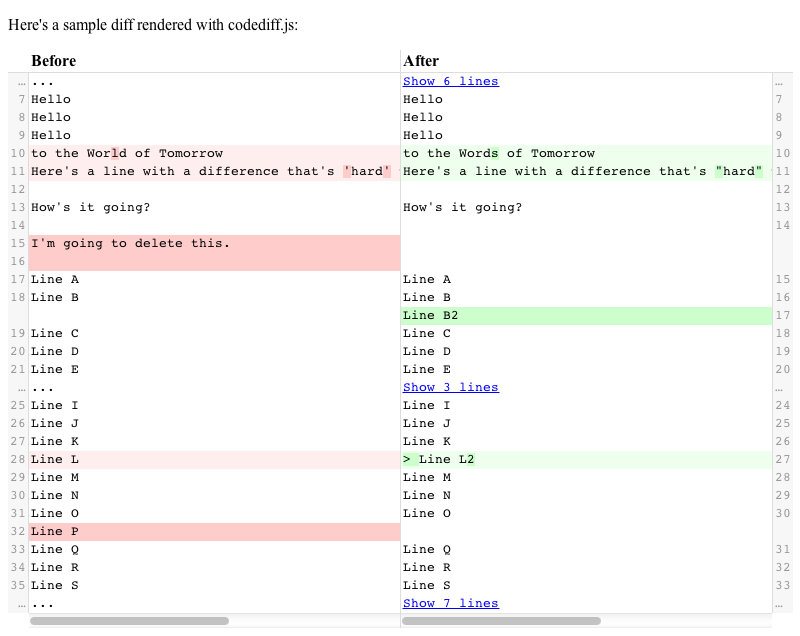 Here's a sample diff rendered with codediff.js:
Before After
… ... Show 6 lines …
7 Hello Hello 7
8 Hello Hello 8
9 Hello Hello 9
10 to the World of Tomorrow to the Words of Tomorrow 10
11 Here's a line with a difference that's 'hard' Here's a line with a difference that's "hard" 11
12 12
13 How's it going? How's it going? 13
14 14
15 I'm going to delete this.
16
17 Line A Line A 15
18 Line B Line B 16
Line B2 17
19 Line C Line C 18
20 Line D Line D 19
21 Line E Line E 20
… ... Show 3 lines …
25 Line I Line I 24
26 Line J Line J 25
27 Line K Line K 26
28 Line L > Line L2 27
29 Line M Line M 28
30 Line N Line N 29
31 Line O Line O 30
32 Line P
33 Line Q Line Q 31
34 Line R Line R 32
35 Line S Line S 33
… ... Show 7 lines …